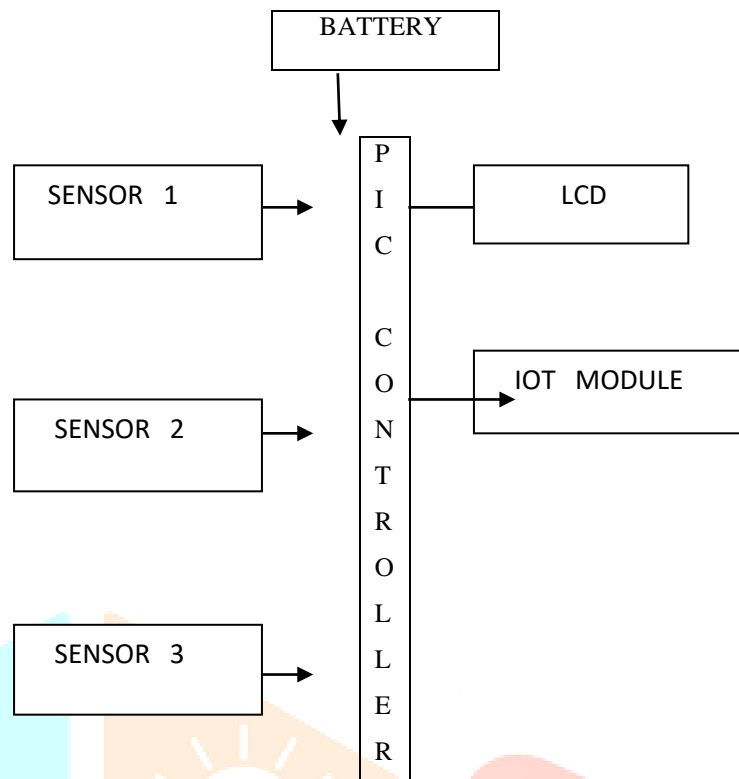 BATTERY
SENSOR 1
SENSOR 2
SENSOR 3
P
I
C
C
O
N
T
R
O
L
L
E
R
LCD
IOT MODULE